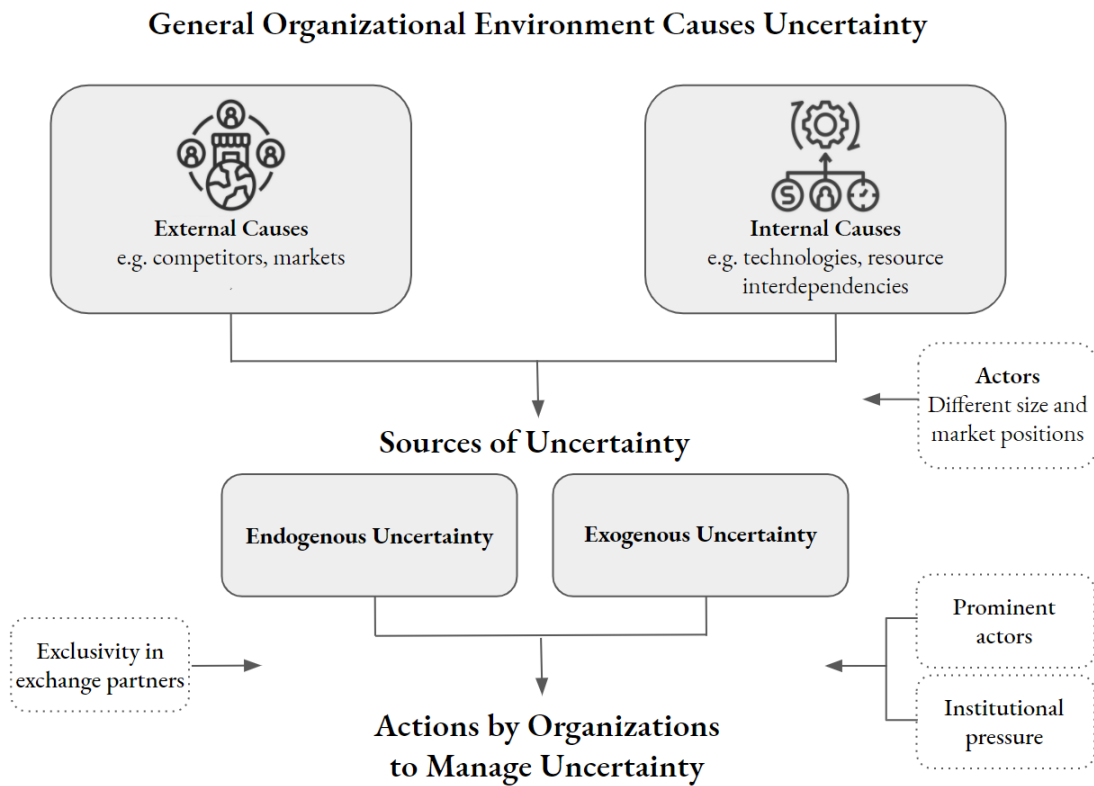 General Organizational Environment Causes Uncertainty
External Causes
e.g. competitors, markets
.
Internal Causes
e.g. technologies, resource
interdependencies
Actors
Different size and
market positions
Sources of Uncertainty
Endogenous Uncertainty
Exogenous Uncertainty
Exclusivity in
exchange partners
Prominent
actors
Institutional
pressure
Actions by Organizations
to Manage Uncertainty